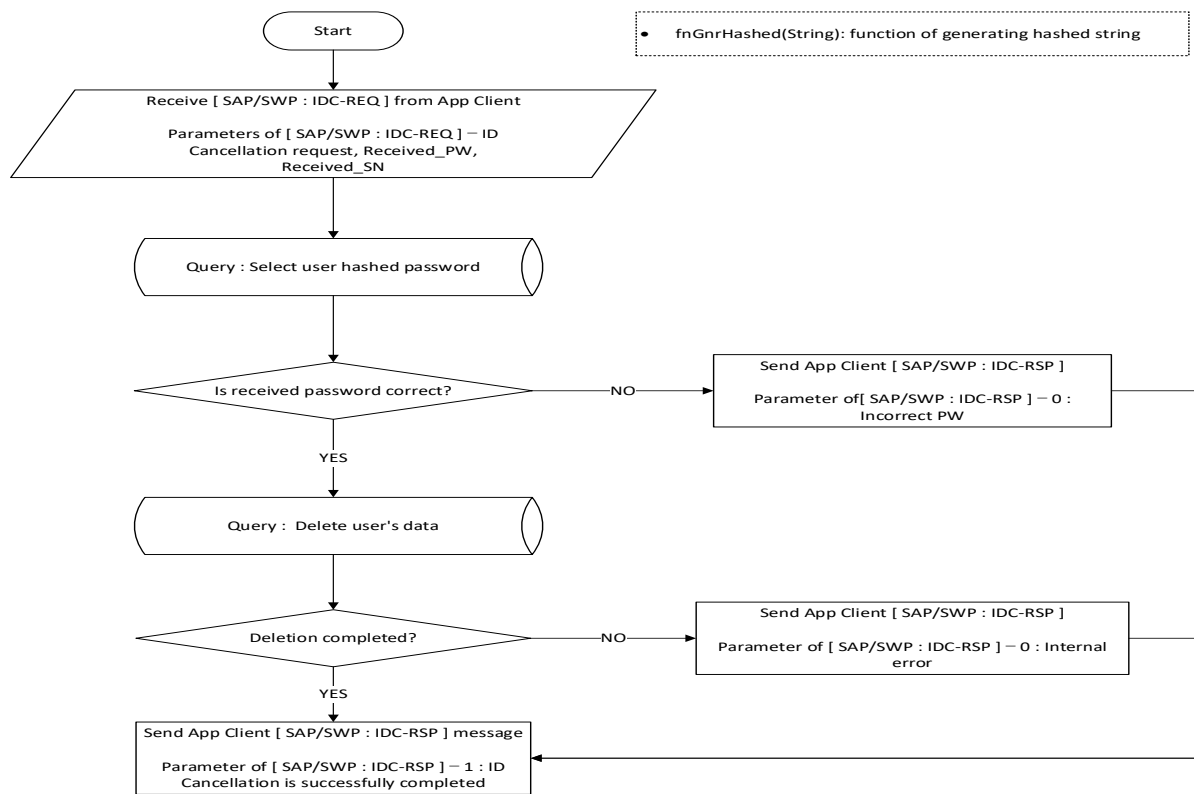 Start
• fnGnrHashed(String): function of generating hashed string
Receive [ SAP/SWP : IDC-REQ ] from App Client
Parameters of [ SAP/SWP : IDC-REQ ] – ID
Cancellation request, Received_PW,
Received_SN
Query : Select user hashed password
Is received password correct?
NO
Send App Client [ SAP/SWP : IDC-RSP ]
Parameter of[ SAP/SWP : IDC-RSP ] – 0 :
Incorrect PW
YES
Query :  Delete user's data
Deletion completed?
NO
Send App Client [ SAP/SWP : IDC-RSP ]
Parameter of [ SAP/SWP : IDC-RSP ] – 0 : Internal
error
YES
Send App Client [ SAP/SWP : IDC-RSP ] message
Parameter of [ SAP/SWP : IDC-RSP ] – 1 : ID
Cancellation is successfully completed